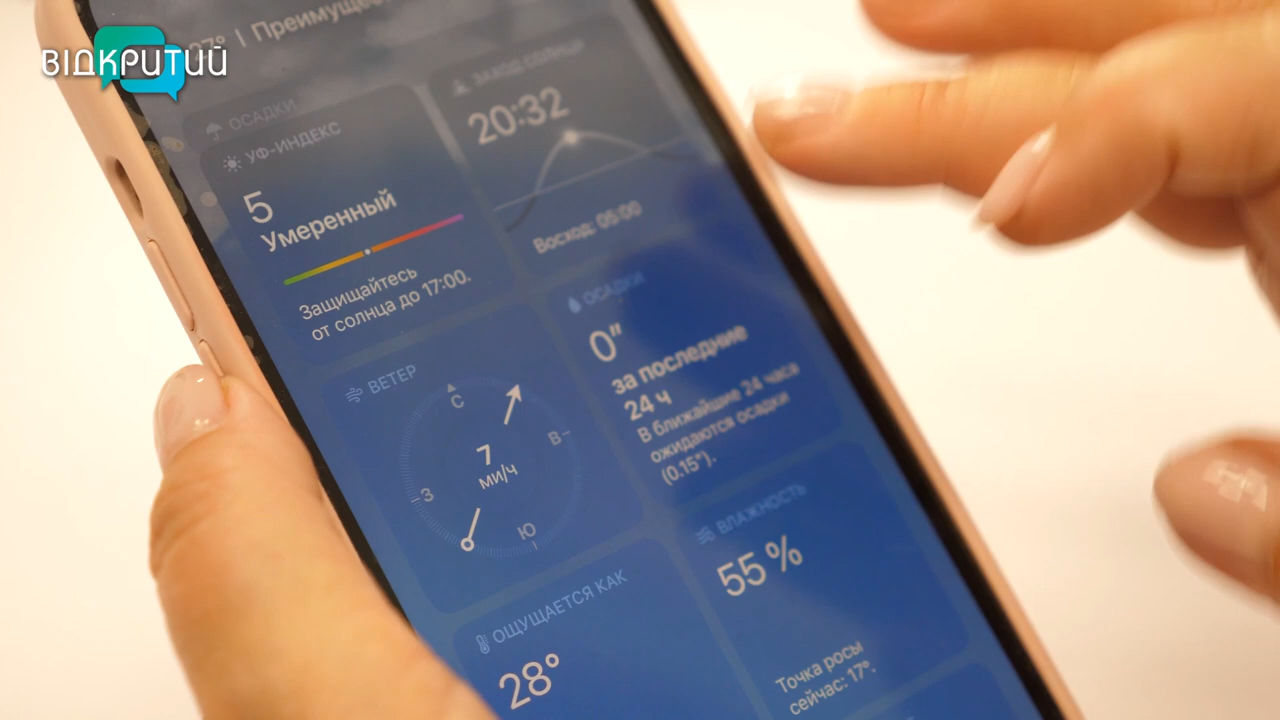 ВІДКРИТИЙ
27° | Преимущес
ОСАДКИ
УФ-ИНДЕКС
5
Умеренный
Защищайтесь
от солнца до 17:00.
ЗАХОД СОЛНЦА
20:32
Восход: 05:00
ВЕТЕР
С
В
7
ми/ч
З
Ю
ОСАДКИ
0"
за последние
24 ч
В ближайшие 24 часа
ожидаются осадки
(0.15").
ОЩУЩАЕТСЯ КАК
28°
ВЛАЖНОСТЬ
55 %
Точка росы
сейчас: 17°.